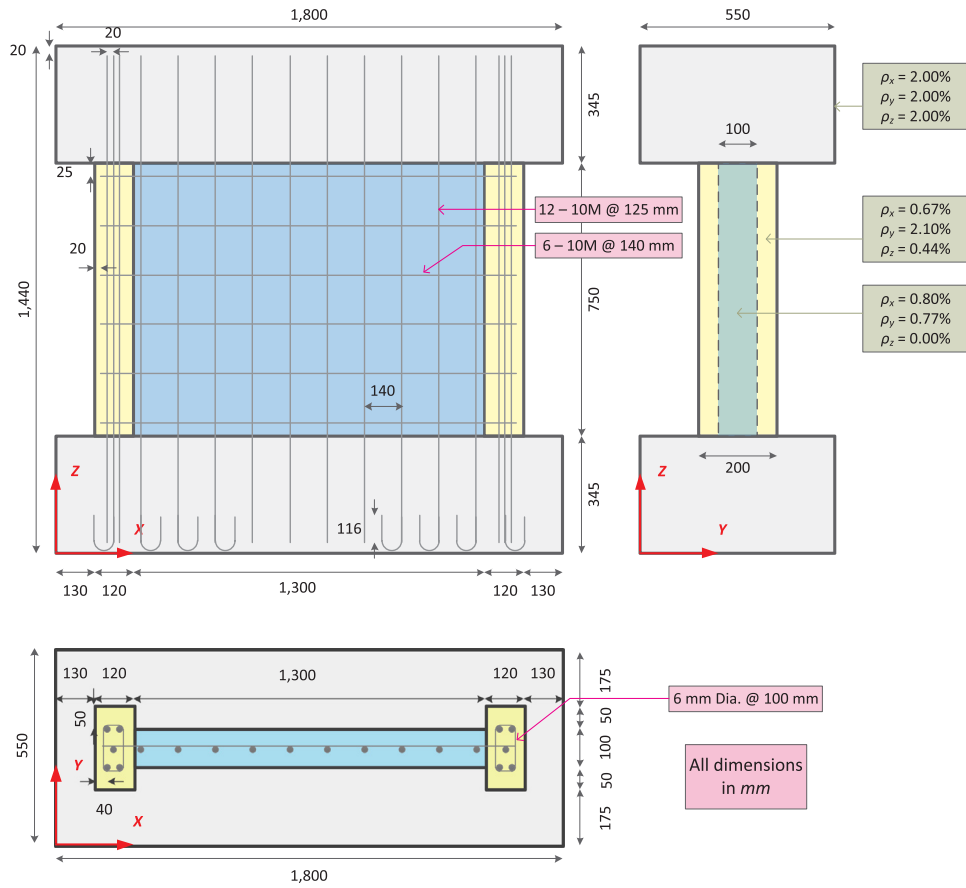 1,800
550
20
20
ρx = 2.00%
ρy = 2.00%
ρz = 2.00%
345
100
25
12 – 10M @ 125 mm
6 – 10M @ 140 mm
ρx = 0.67%
ρy = 2.10%
ρz = 0.44%
20
1,440
750
ρx = 0.80%
ρy = 0.77%
ρz = 0.00%
140
200
Z
X
116
345
Z
Y
130
120
1,300
120
130
130
120
1,300
120
130
175
50
6 mm Dia. @ 100 mm
50
550
100
Y
40
X
50
175
All dimensions
in mm
1,800